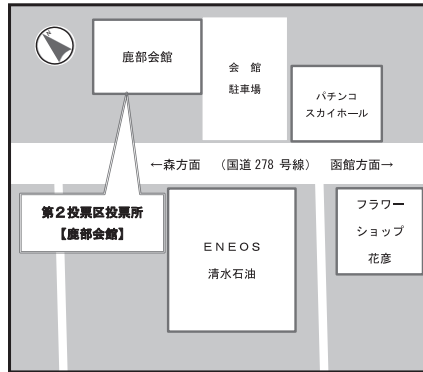 N
鹿部会館
会 館
駐車場
パチンコ
スカイホール
←森方面 （国道 278 号線） 函館方面→
第２投票区投票所
【鹿部会館】
ＥＮＥＯＳ
清水石油
フラワー
ショップ
花彦